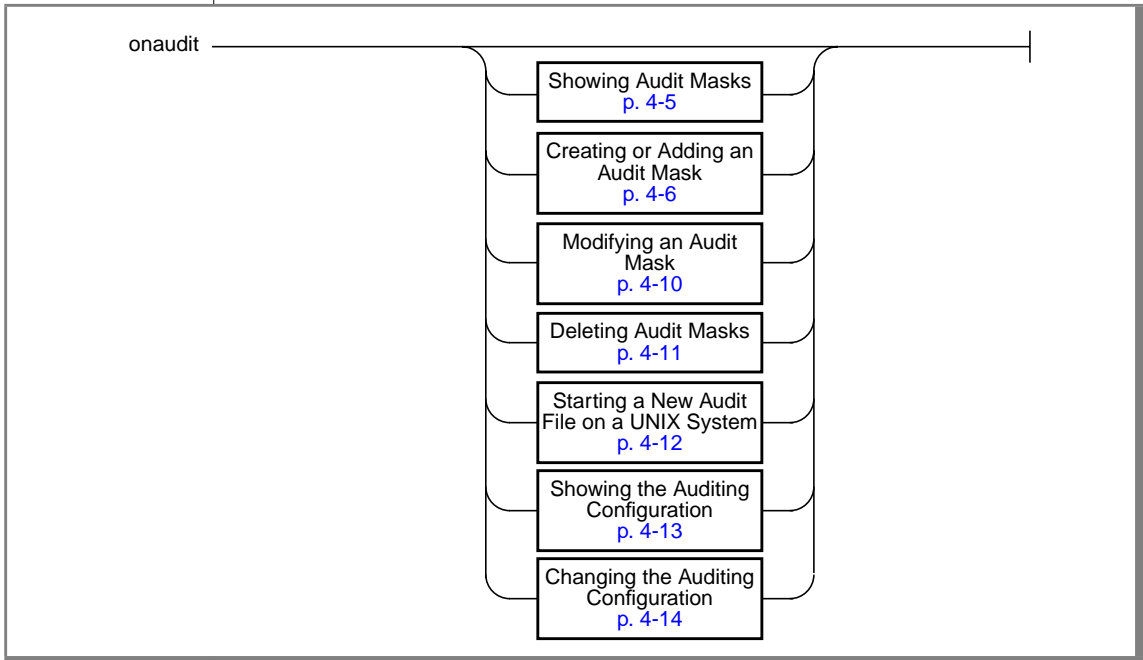 onaudit
Showing Audit Masks
p. 4-5
Creating or Adding an
Audit Mask
p. 4-6
Modifying an Audit
Mask
p. 4-10
Deleting Audit Masks
p. 4-11
Starting a New Audit
File on a UNIX System
p. 4-12
Showing the Auditing
Configuration
p. 4-13
Changing the Auditing
Configuration
p. 4-14